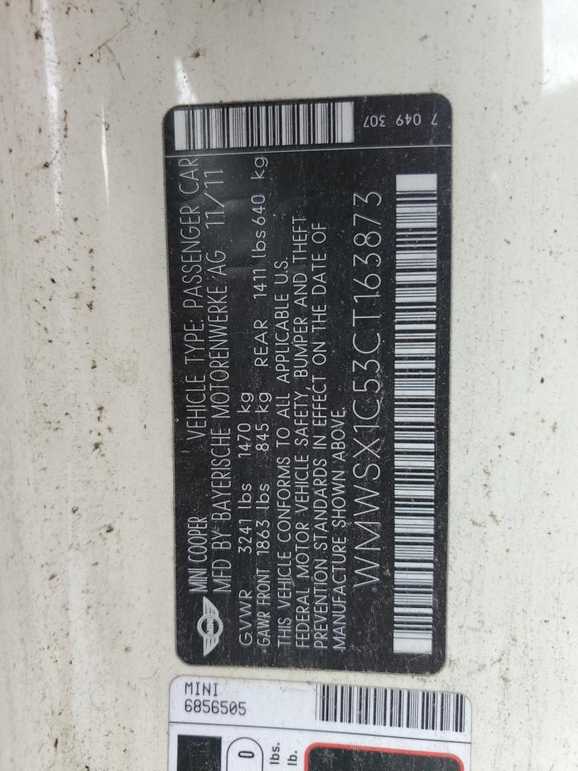 MINI COOPER VEHICLE TYPE: PASSENGER CAR
MFD BY BAYERISCHE MOTORENWERKE AG 11/11
GVWR 3241 lbs 1470 kg
GAWR FRONT 1863 lbs 845 kg REAR 1411 lbs 640 kg
THIS VEHICLE CONFORMS TO ALL APPLICABLE U.S.
FEDERAL MOTOR VEHICLE SAFETY, BUMPER AND THEFT
PREVENTION STANDARDS IN EFFECT ON THE DATE OF
MANUFACTURE SHOWN ABOVE.
WMWSX1C53CT163873
7 049 307
MINI
6856505
0
lbs.
lb.